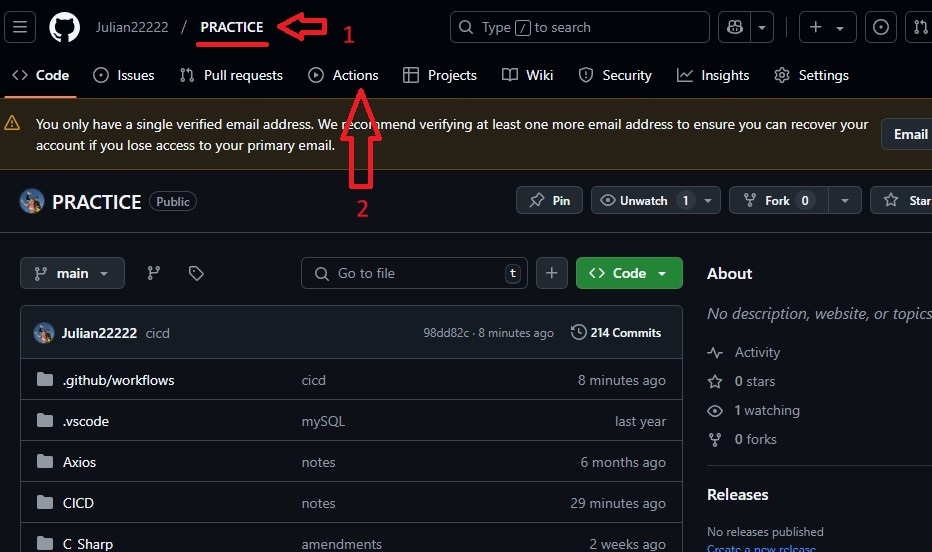 Julian22222 / PRACTICE
1
Type / to search
Code
Issues
Pull requests
Actions
Projects
Wiki
Security
Insights
Settings
You only have a single verified email address. We recommend verifying at least one more email address to ensure you can recover your
account if you lose access to your primary email.
Email
2
PRACTICE Public
Pin
Unwatch 1
Fork 0
Star
main
Go to file t
Code
About
No description, website, or topics
Julian22222 cicd 98dd82c · 8 minutes ago 214 Commits
.github/workflows cicd 8 minutes ago
.vscode mySQL last year
Axios notes 6 months ago
CICD notes 29 minutes ago
C Sharp amendments 2 weeks ago
Activity
0 stars
1 watching
0 forks
Releases
No releases published
Create a new release